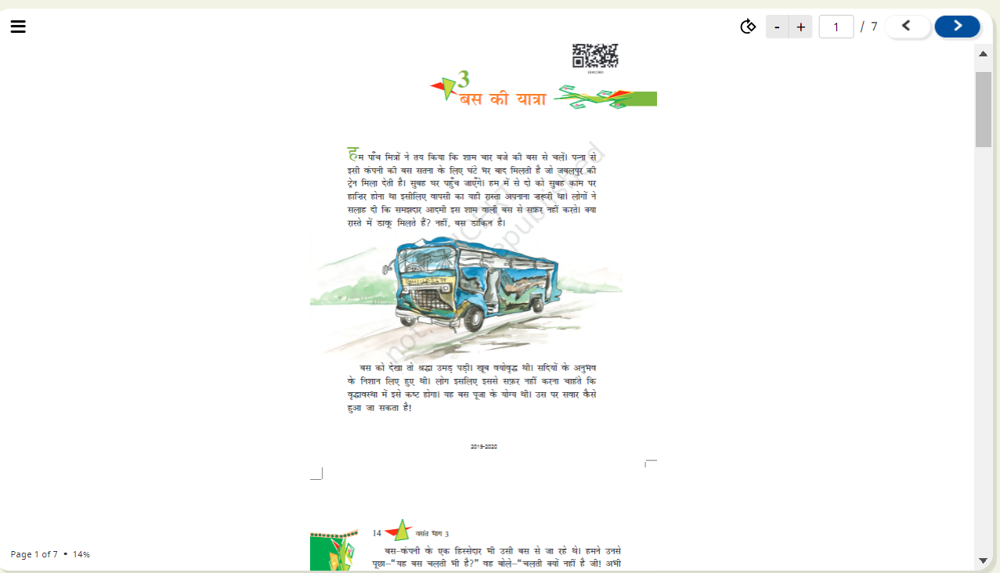 - + 1 / 7
3
बस की यात्रा
हम पाँच मित्रों ने तय किया कि शाम चार बजे की बस से चलें। पन्ना से
इसी कंपनी की बस सतना के लिए घंटे भर बाद मिलती है जो जबलपुर की
ट्रेन मिला देती है। सुबह घर पहुँच जाएँगे। हम में से दो को सुबह काम पर
हाज़िर होना था इसीलिए वापसी का यही रास्ता अपनाना ज़रूरी था। लोगों ने
सलाह दी कि समझदार आदमी इस शाम वाली बस से सफ़र नहीं करते। क्या
रास्ते में डाकू मिलते हैं? नहीं, बस डाकिन है।
बस को देखा तो श्रद्धा उमड़ पड़ी। खूब वयोवृद्ध थी। सदियों के अनुभव
के निशान लिए हुए थी। लोग इसलिए इससे सफ़र नहीं करना चाहते कि
वृद्धावस्था में इसे कष्ट होगा। यह बस पूजा के योग्य थी। उस पर सवार कैसे
हुआ जा सकता है!
2019-2020
14 वसंत भाग 3
बस-कंपनी के एक हिस्सेदार भी उसी बस से जा रहे थे। हमने उनसे
पूछा–“यह बस चलती भी है?” वह बोले–“चलती क्यों नहीं है जी! अभी
Page 1 of 7 • 14%